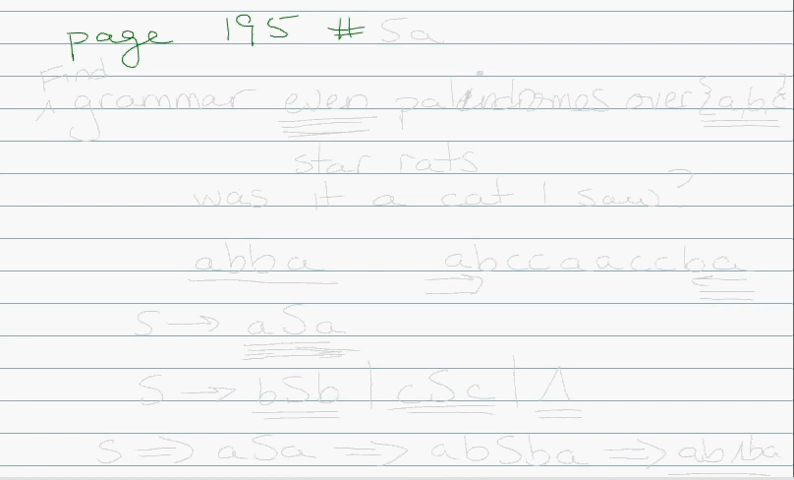 page 195 # 5a
Find
^ grammar even palindromes over {a,b,c}
star rats
was it a cat I saw?
abba abccaaccba
S → aSa
S → bSb | cSc | Λ
S ⇒ aSa ⇒ abSba ⇒ abΛba